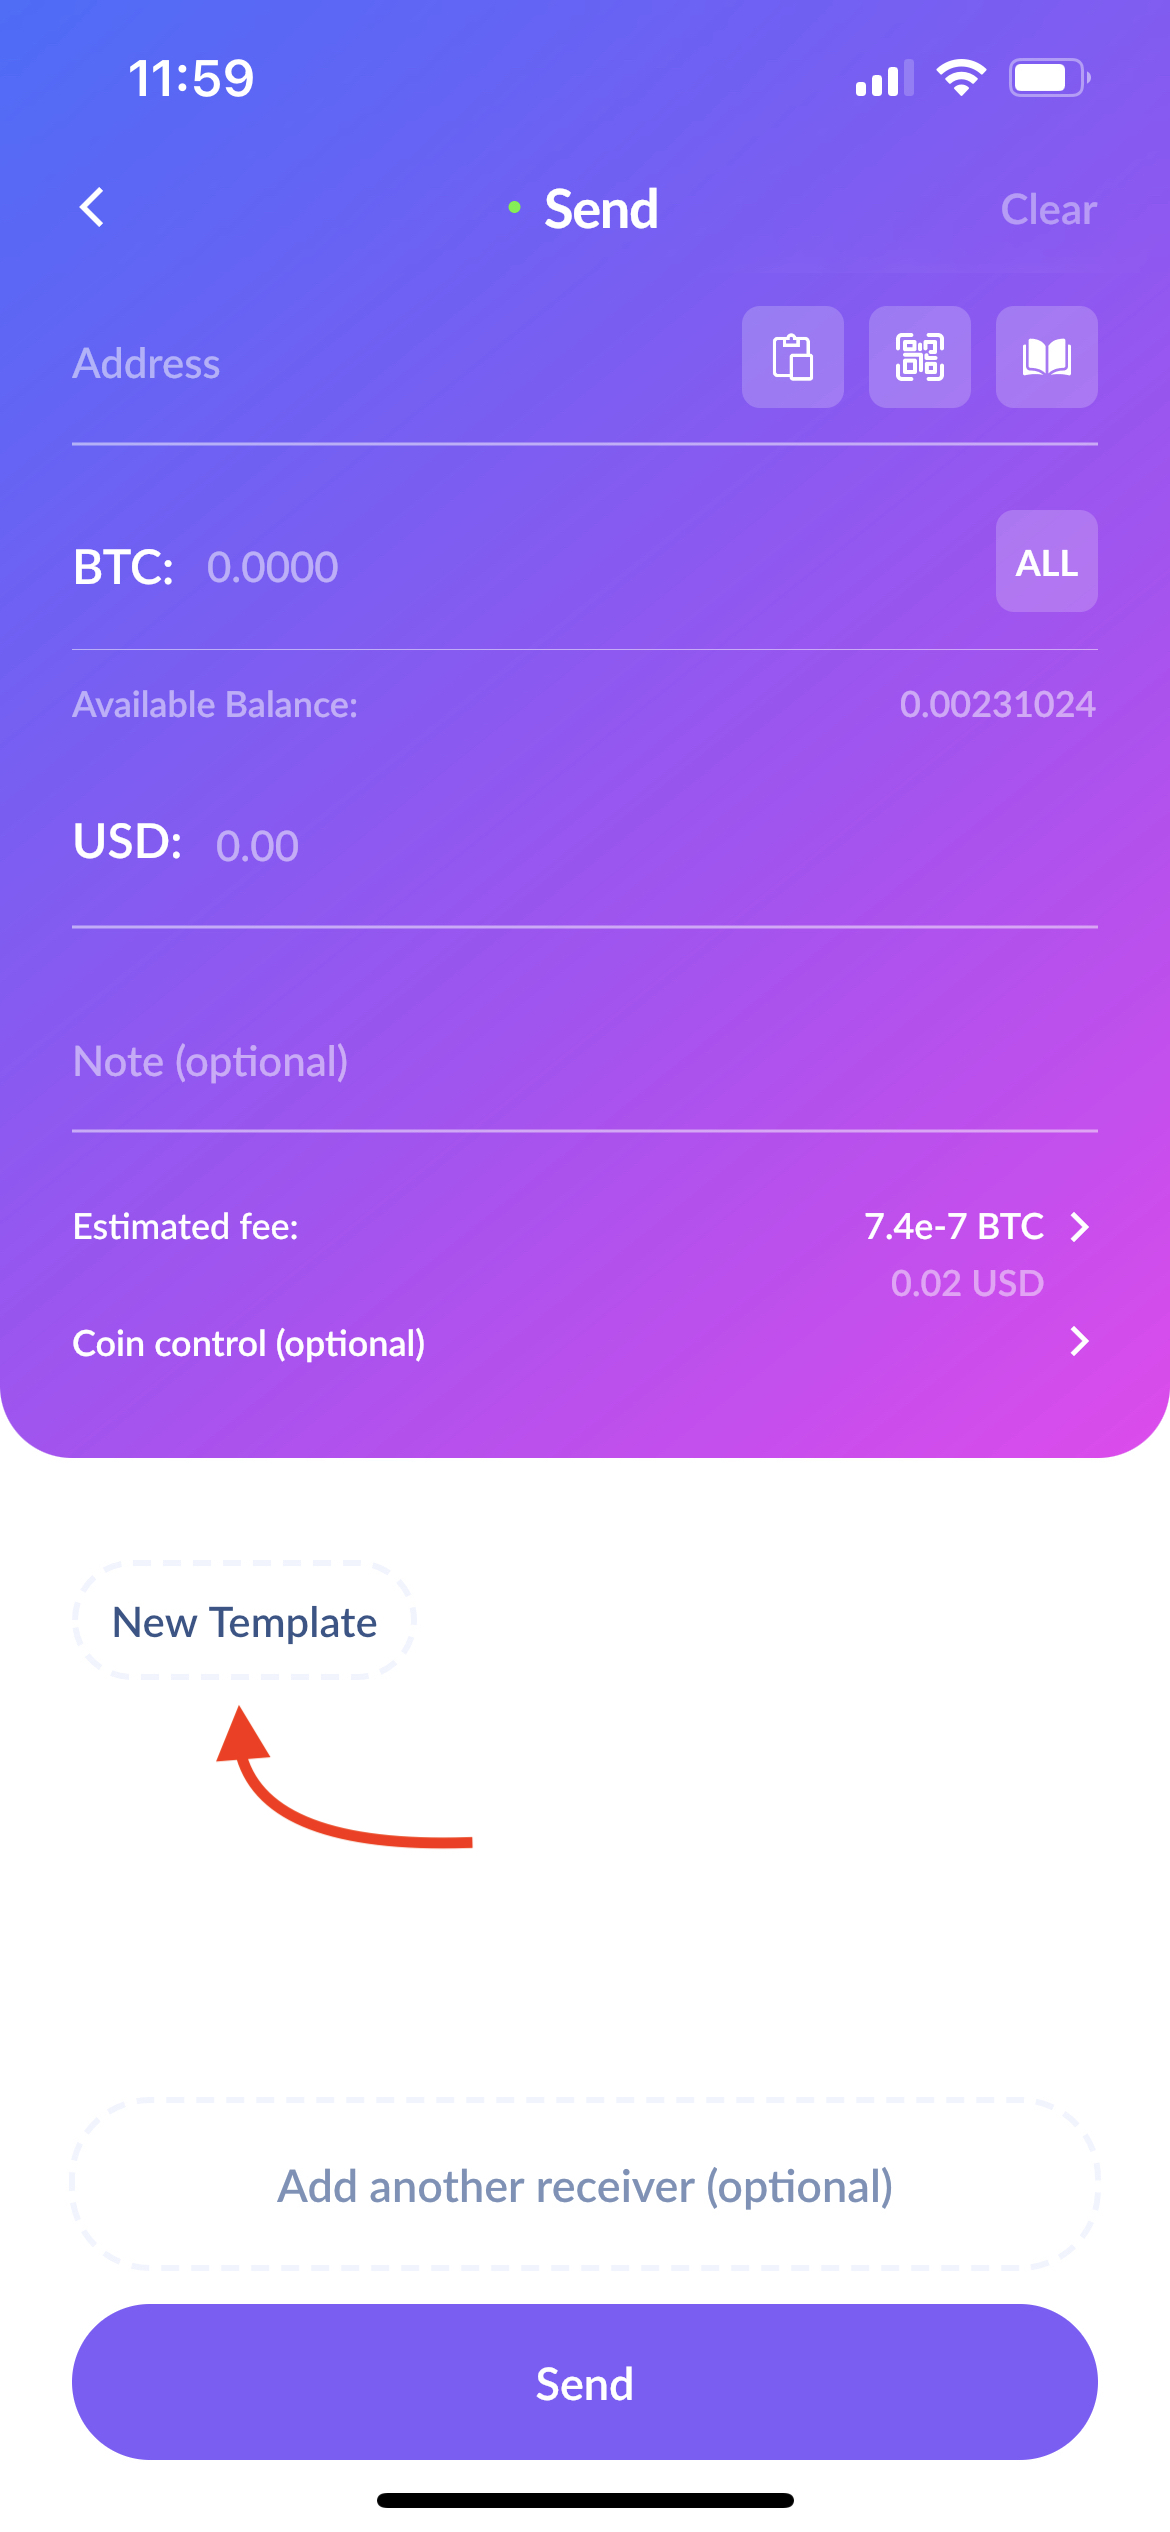 11:59
Send
Clear
Address
BTC: 0.0000
ALL
Available Balance: 0.00231024
USD: 0.00
Note (optional)
Estimated fee: 7.4e-7 BTC
0.02 USD
Coin control (optional)
New Template
Add another receiver (optional)
Send